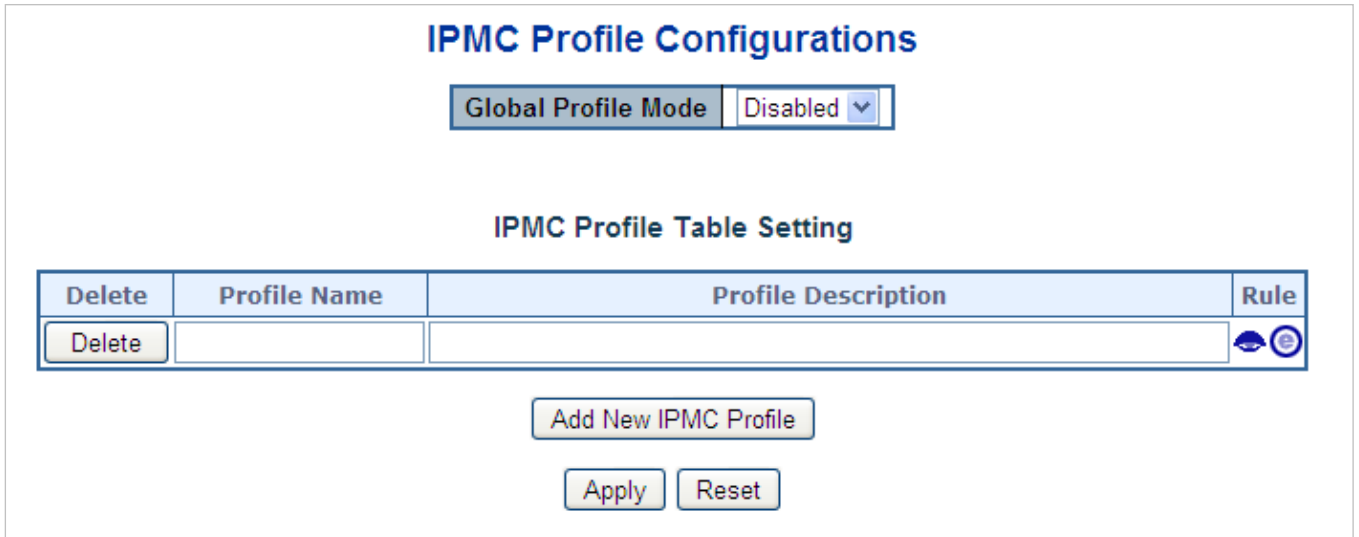 IPMC Profile Configurations
Global Profile Mode Disabled
IPMC Profile Table Setting
Delete Profile Name Profile Description Rule
Delete e
Add New IPMC Profile
Apply Reset